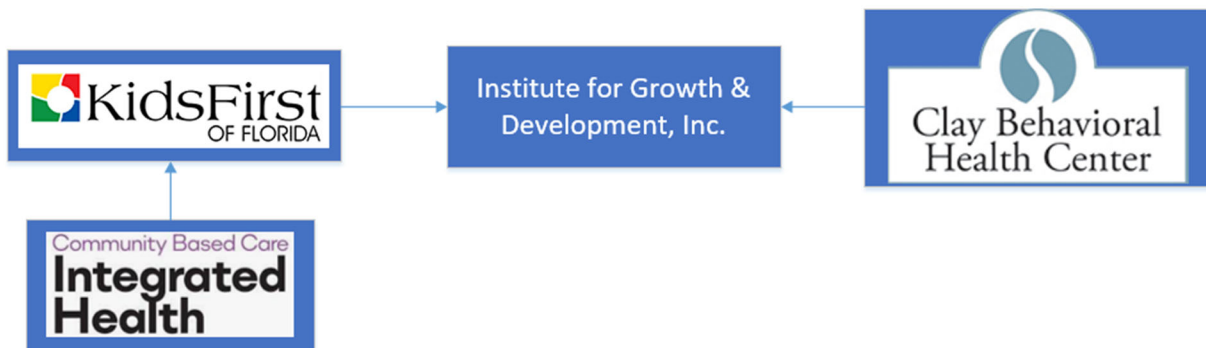 KidsFirst
OF FLORIDA
Institute for Growth &
Development, Inc.
Clay Behavioral
Health Center
Community Based Care
Integrated
Health